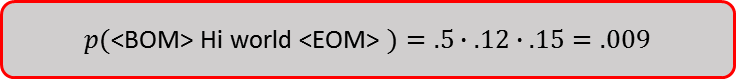 p(<BOM> Hi world <EOM> ) = .5 · .12 · .15 = .009